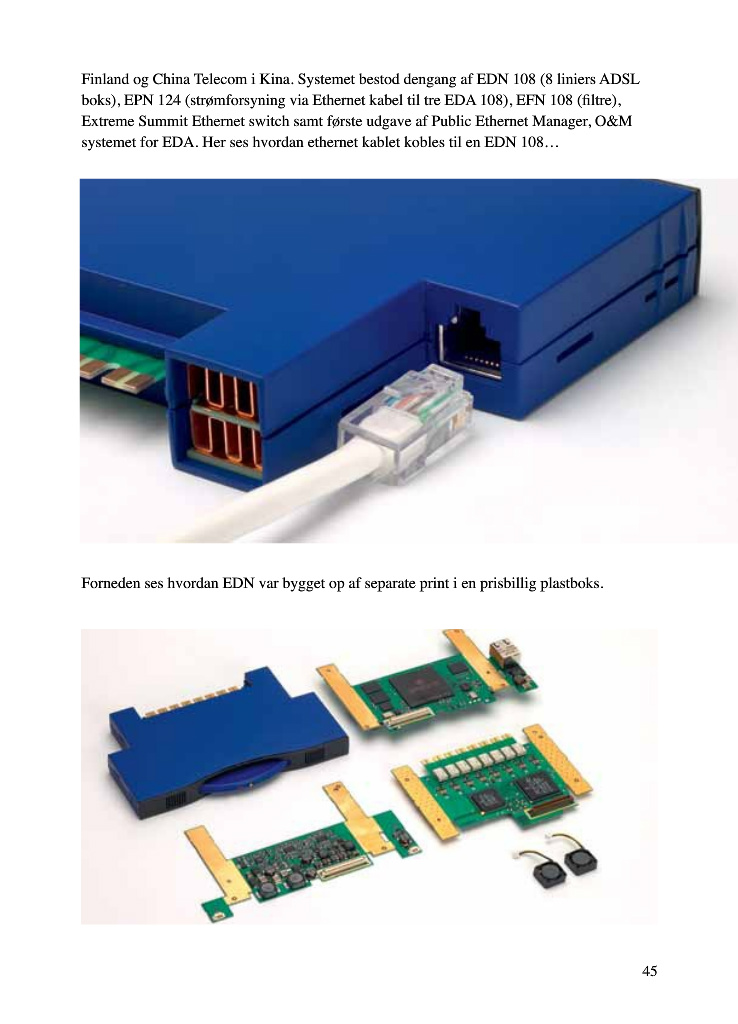 Finland og China Telecom i Kina. Systemet bestod dengang af EDN 108 (8 liniers ADSL
boks), EPN 124 (strømforsyning via Ethernet kabel til tre EDA 108), EFN 108 (filtre),
Extreme Summit Ethernet switch samt første udgave af Public Ethernet Manager, O&M
systemet for EDA. Her ses hvordan ethernet kablet kobles til en EDN 108…
Forneden ses hvordan EDN var bygget op af separate print i en prisbillig plastboks.
45